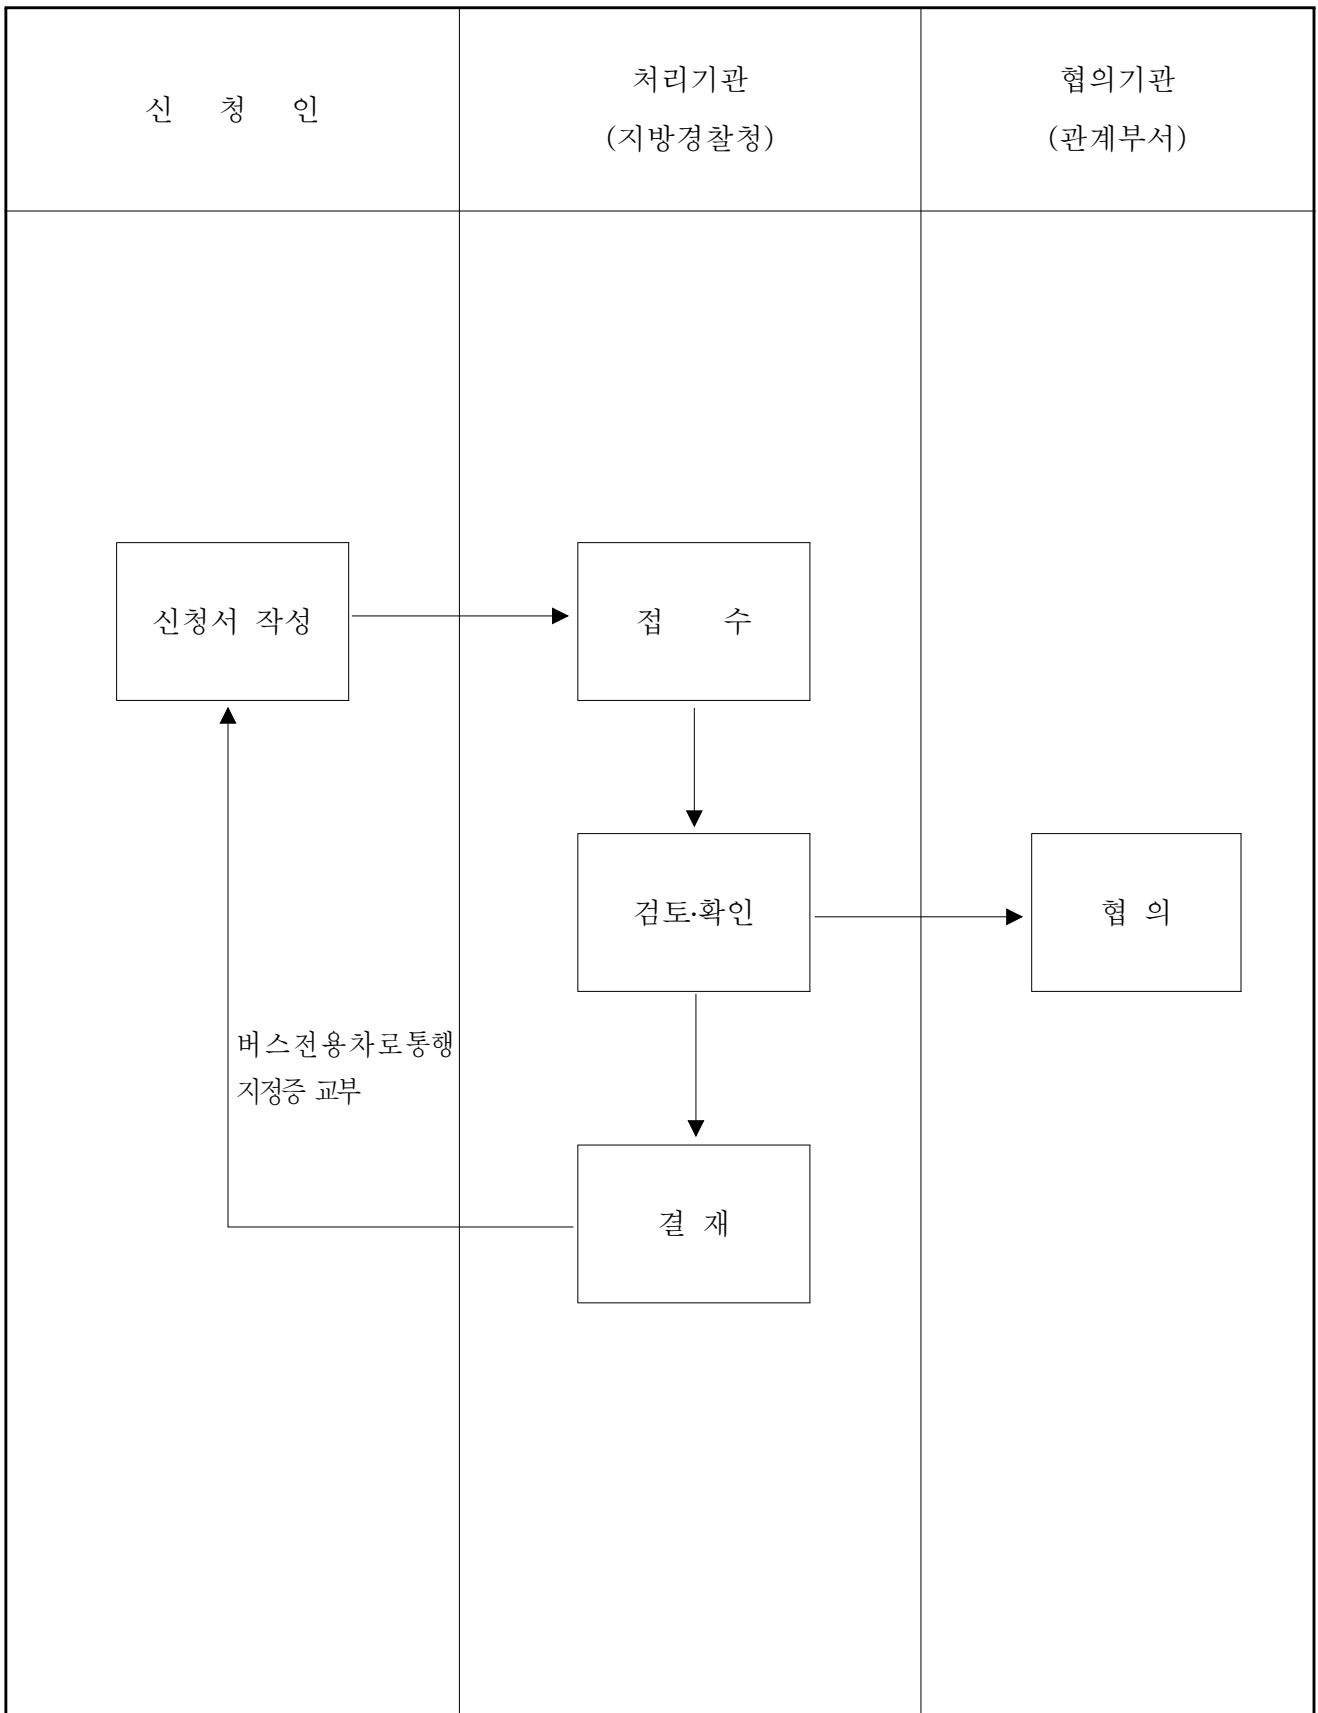 신 청 인
처리기관
(지방경찰청)
협의기관
(관계부서)
신청서 작성
접 수
검토·확인
협 의
버스전용차로통행
지정증 교부
결 재